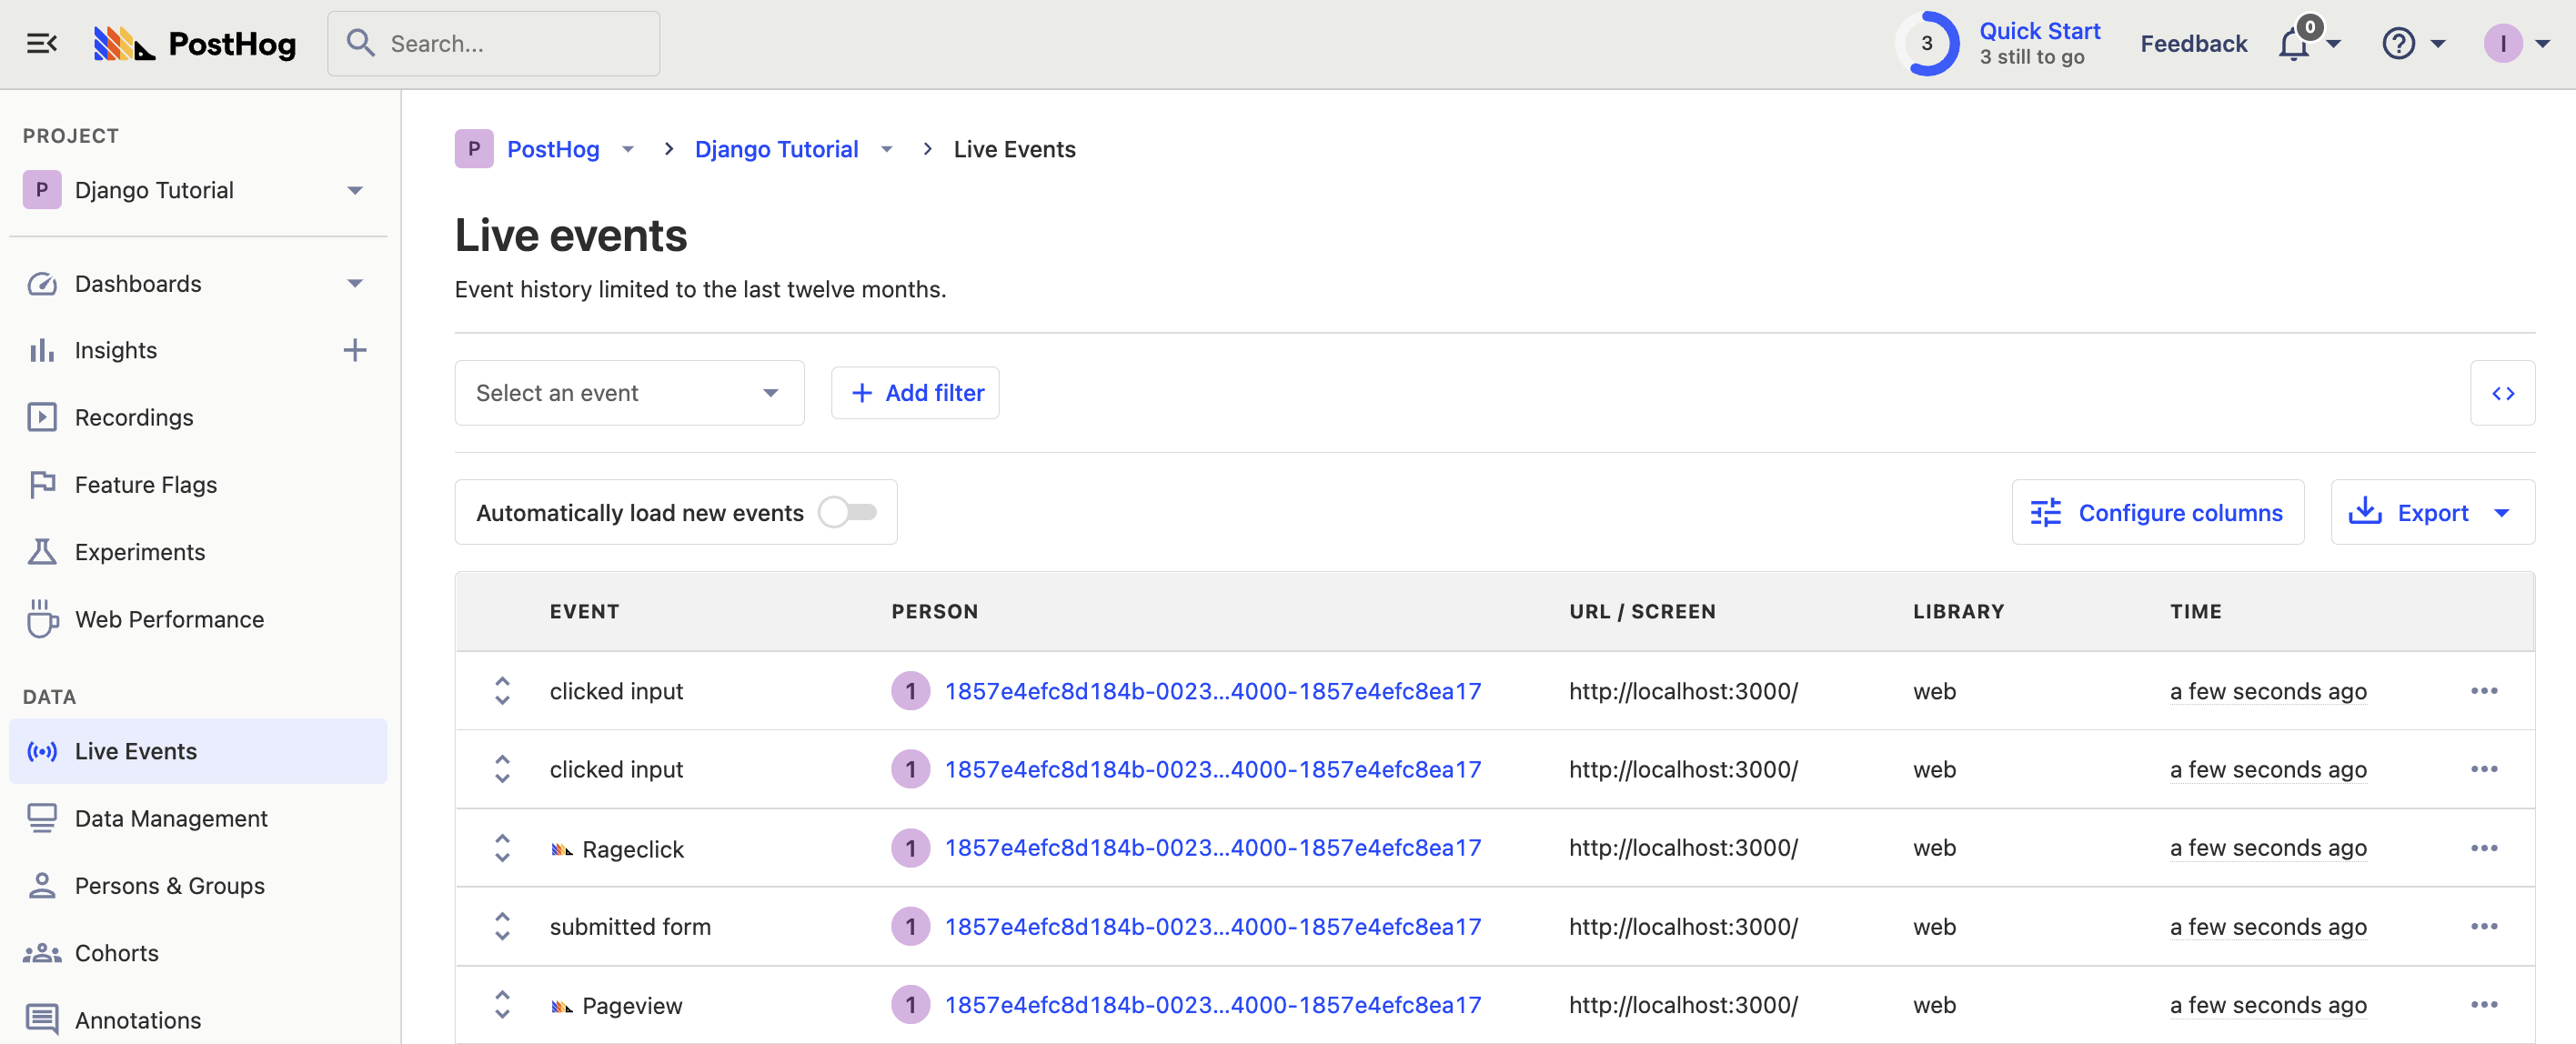 PostHog
Search...
3
Quick Start
3 still to go
Feedback
0
I
PROJECT
P Django Tutorial
Dashboards
Insights
Recordings
Feature Flags
Experiments
Web Performance
DATA
Live Events
Data Management
Persons & Groups
Cohorts
Annotations
P PostHog > Django Tutorial > Live Events
Live events
Event history limited to the last twelve months.
Select an event
+ Add filter
Automatically load new events
Configure columns
Export
EVENT PERSON URL / SCREEN LIBRARY TIME
clicked input 1 1857e4efc8d184b-0023...4000-1857e4efc8ea17 http://localhost:3000/ web a few seconds ago
clicked input 1 1857e4efc8d184b-0023...4000-1857e4efc8ea17 http://localhost:3000/ web a few seconds ago
Rageclick 1 1857e4efc8d184b-0023...4000-1857e4efc8ea17 http://localhost:3000/ web a few seconds ago
submitted form 1 1857e4efc8d184b-0023...4000-1857e4efc8ea17 http://localhost:3000/ web a few seconds ago
Pageview 1 1857e4efc8d184b-0023...4000-1857e4efc8ea17 http://localhost:3000/ web a few seconds ago